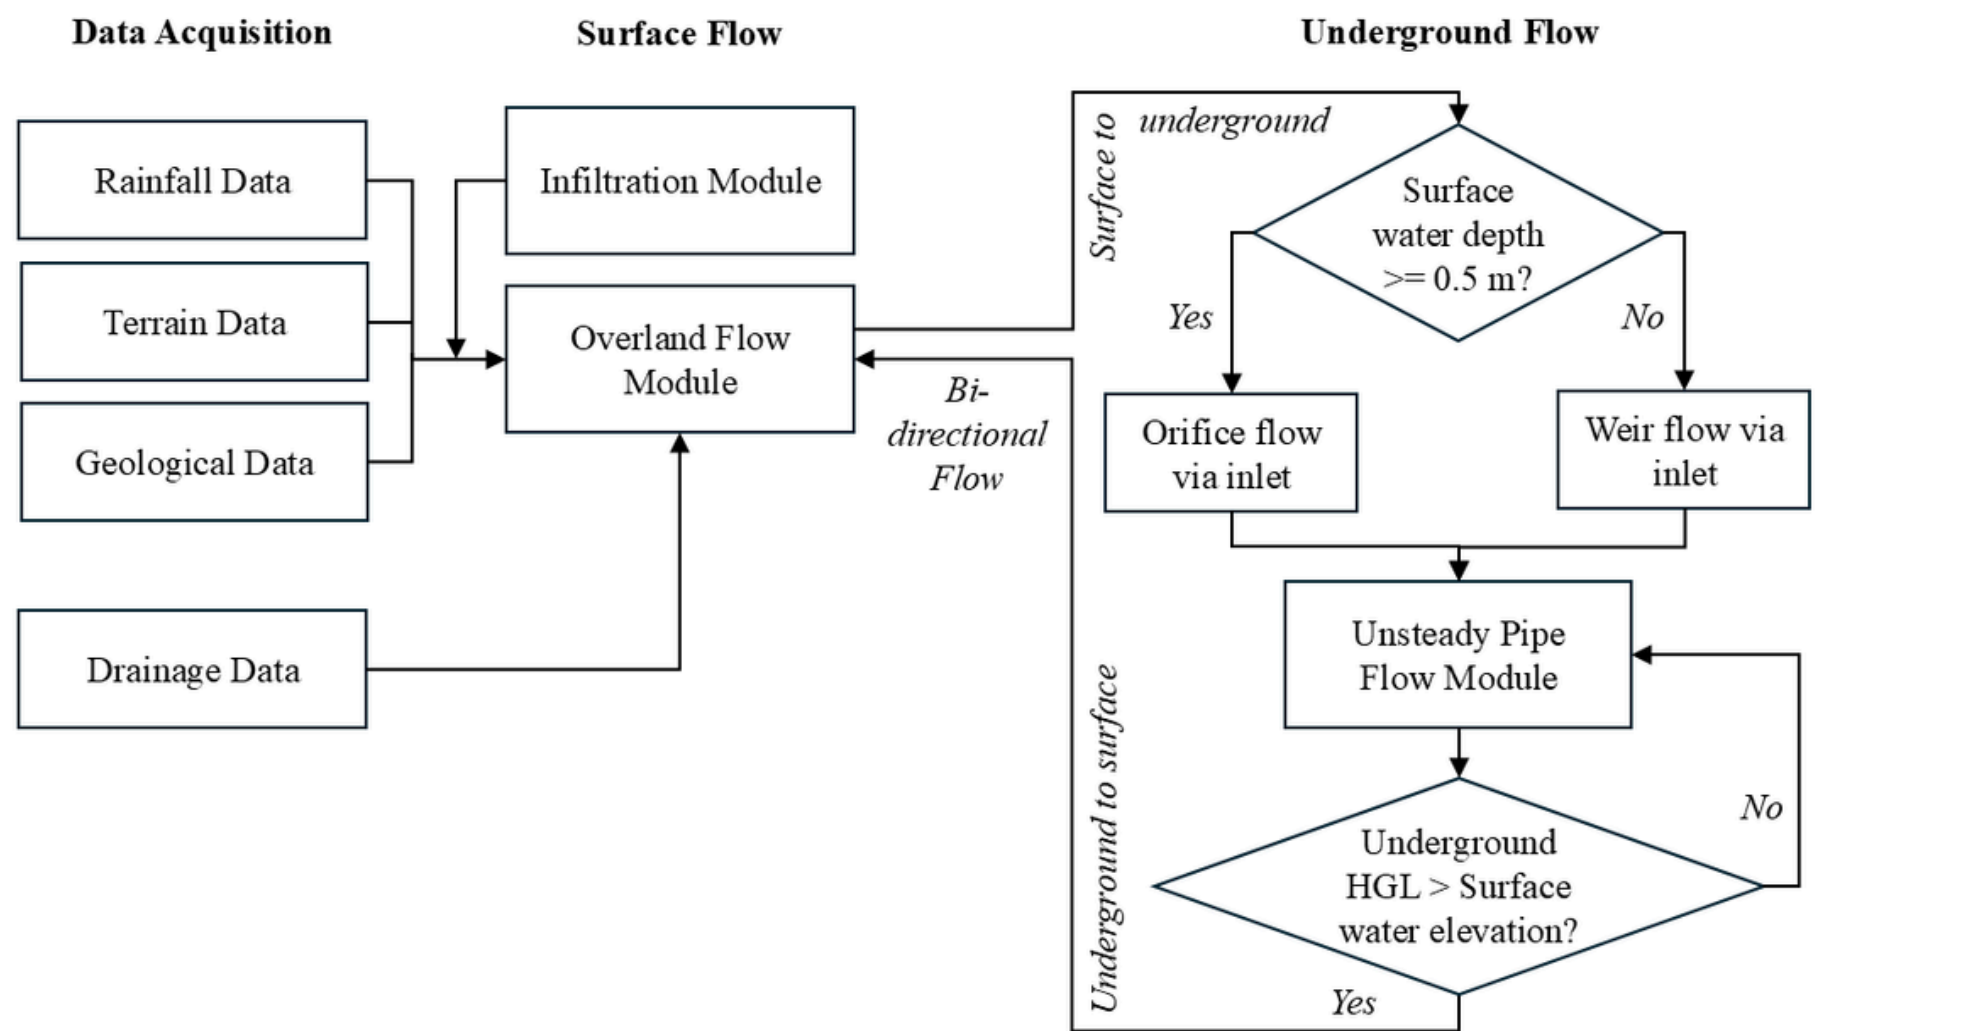 Data Acquisition
Surface Flow
Underground Flow
Rainfall Data
Terrain Data
Geological Data
Drainage Data
Infiltration Module
Overland Flow
Module
Surface to
underground
Bi-
directional
Flow
Underground to surface
Surface
water depth
>= 0.5 m?
Yes
No
Orifice flow
via inlet
Weir flow via
inlet
Unsteady Pipe
Flow Module
No
Underground
HGL > Surface
water elevation?
Yes